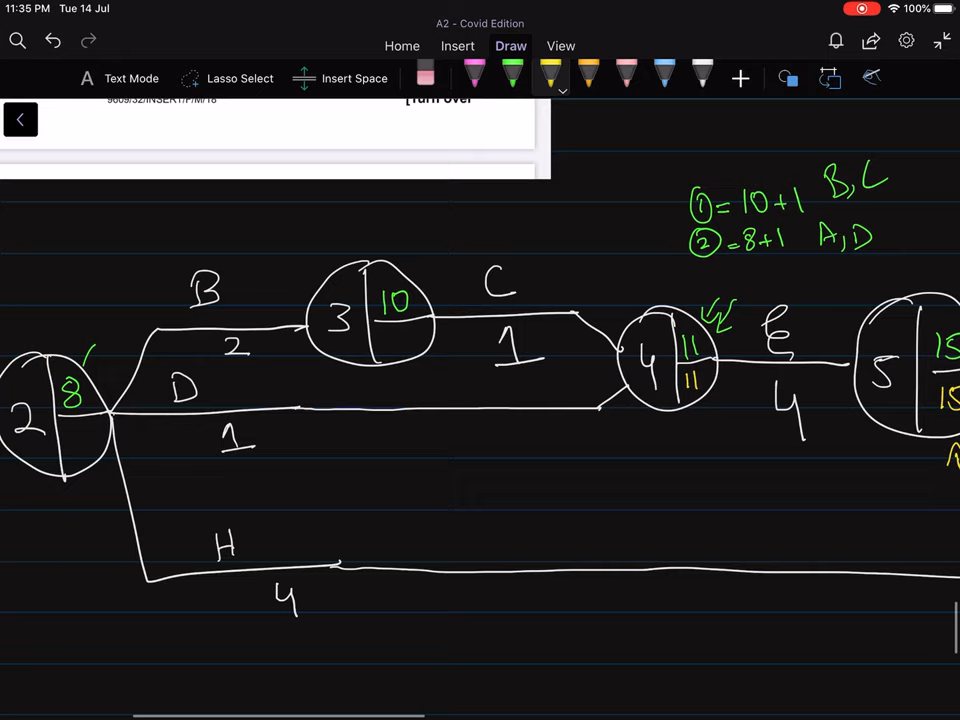 11:35 PM Tue 14 Jul
100%
A2 - Covid Edition
Home Insert Draw View
Text Mode
Lasso Select
Insert Space
9609/32/INSERT/F/M/18
[Turn over
① = 10+1 B, C
② = 8+1 A, D
B
2
3 10
C
1
4 11
11
E
4
5 15
15
2 8
D
1
H
4